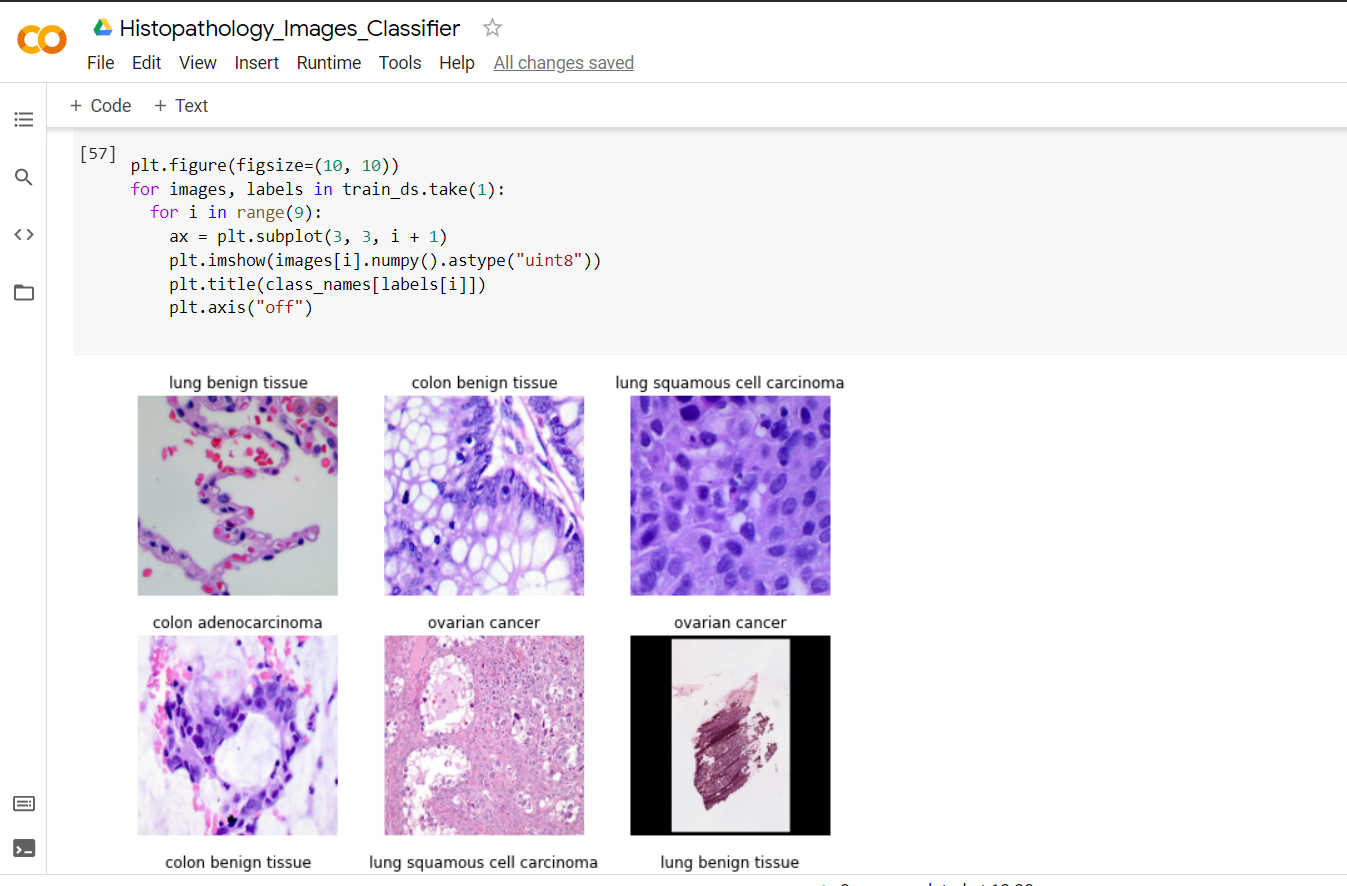 Histopathology_Images_Classifier
File Edit View Insert Runtime Tools Help All changes saved
+ Code + Text
[57]
plt.figure(figsize=(10, 10))
for images, labels in train_ds.take(1):
  for i in range(9):
    ax = plt.subplot(3, 3, i + 1)
    plt.imshow(images[i].numpy().astype("uint8"))
    plt.title(class_names[labels[i]])
    plt.axis("off")
lung benign tissue colon benign tissue lung squamous cell carcinoma
colon adenocarcinoma ovarian cancer ovarian cancer
colon benign tissue lung squamous cell carcinoma lung benign tissue